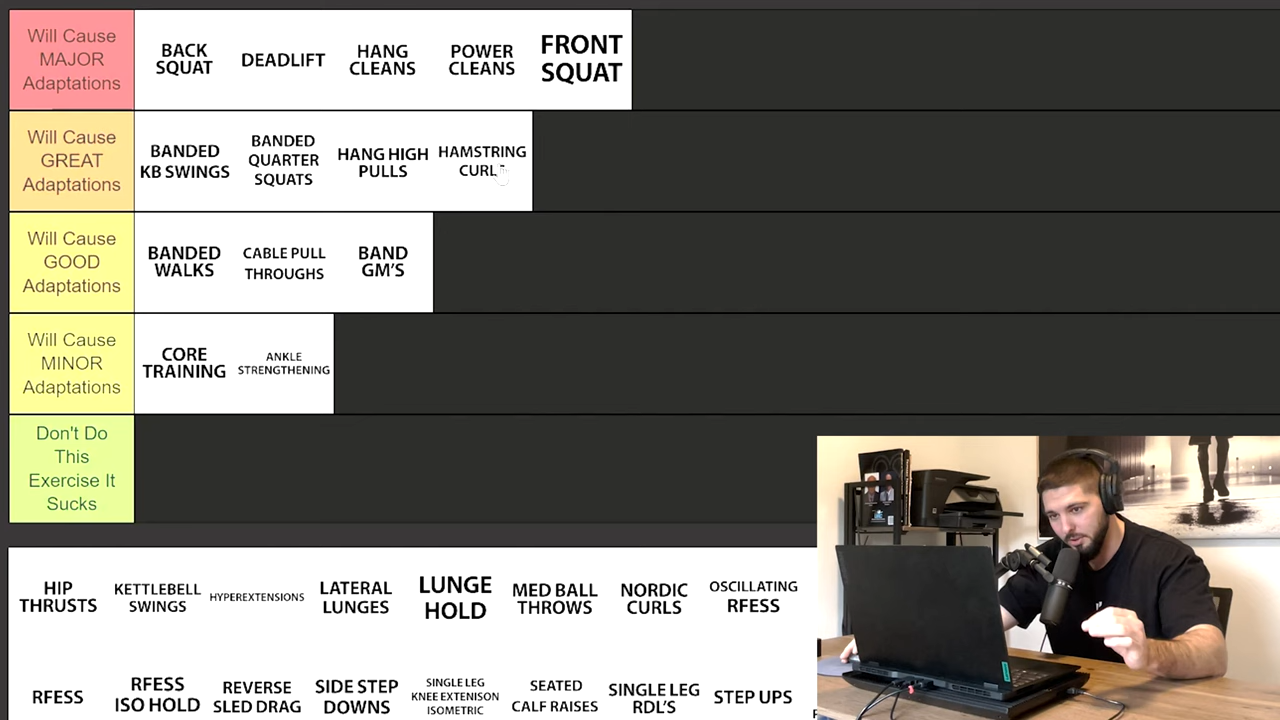 Will Cause
MAJOR
Adaptations
BACK
SQUAT
DEADLIFT
HANG
CLEANS
POWER
CLEANS
FRONT
SQUAT
Will Cause
GREAT
Adaptations
BANDED
KB SWINGS
BANDED
QUARTER
SQUATS
HANG HIGH
PULLS
HAMSTRING
CURLS
Will Cause
GOOD
Adaptations
BANDED
WALKS
CABLE PULL
THROUGHS
BAND
GM'S
Will Cause
MINOR
Adaptations
CORE
TRAINING
ANKLE
STRENGTHENING
Don't Do
This
Exercise It
Sucks
HIP
THRUSTS
KETTLEBELL
SWINGS
HYPEREXTENSIONS
LATERAL
LUNGES
LUNGE
HOLD
MED BALL
THROWS
NORDIC
CURLS
OSCILLATING
RFESS
RFESS
RFESS
ISO HOLD
REVERSE
SLED DRAG
SIDE STEP
DOWNS
SINGLE LEG
KNEE EXTENISON
ISOMETRIC
SEATED
CALF RAISES
SINGLE LEG
RDL'S
STEP UPS